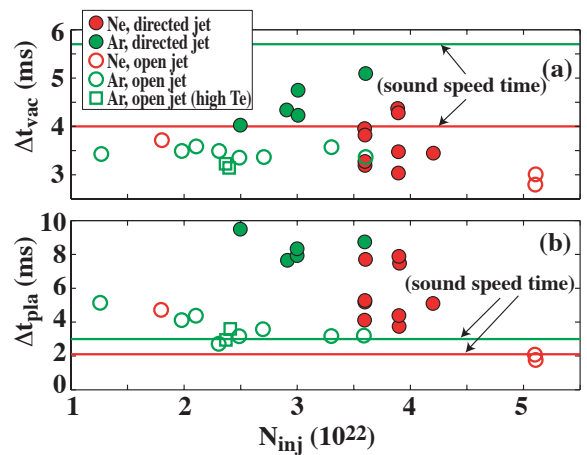 Ne, directed jet
Ar, directed jet
Ne, open jet
Ar, open jet
Ar, open jet (high Te)
(a)
(sound speed time)
Δt_vac (ms)
6
5
4
3
(b)
(sound speed time)
Δt_pla (ms)
10
8
6
4
2
0
1 2 3 4 5
N_inj (10^22)